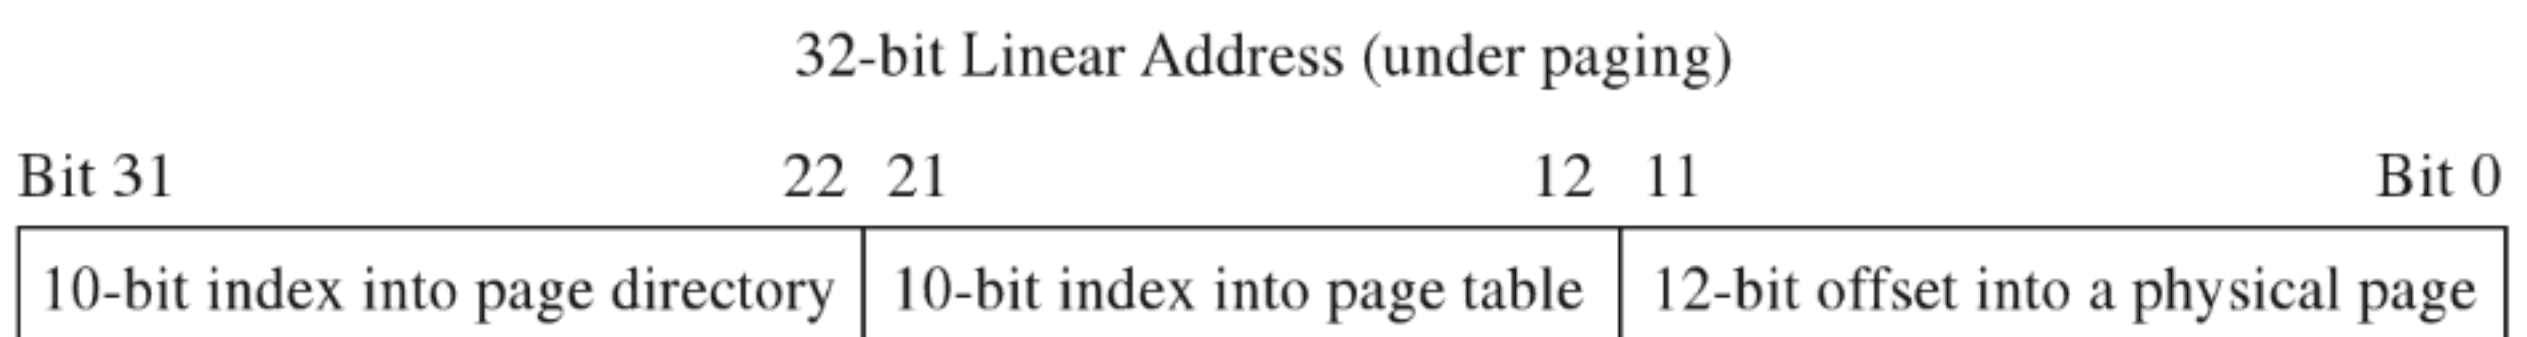 32-bit Linear Address (under paging)
Bit 31 22 21 12 11 Bit 0
10-bit index into page directory 10-bit index into page table 12-bit offset into a physical page